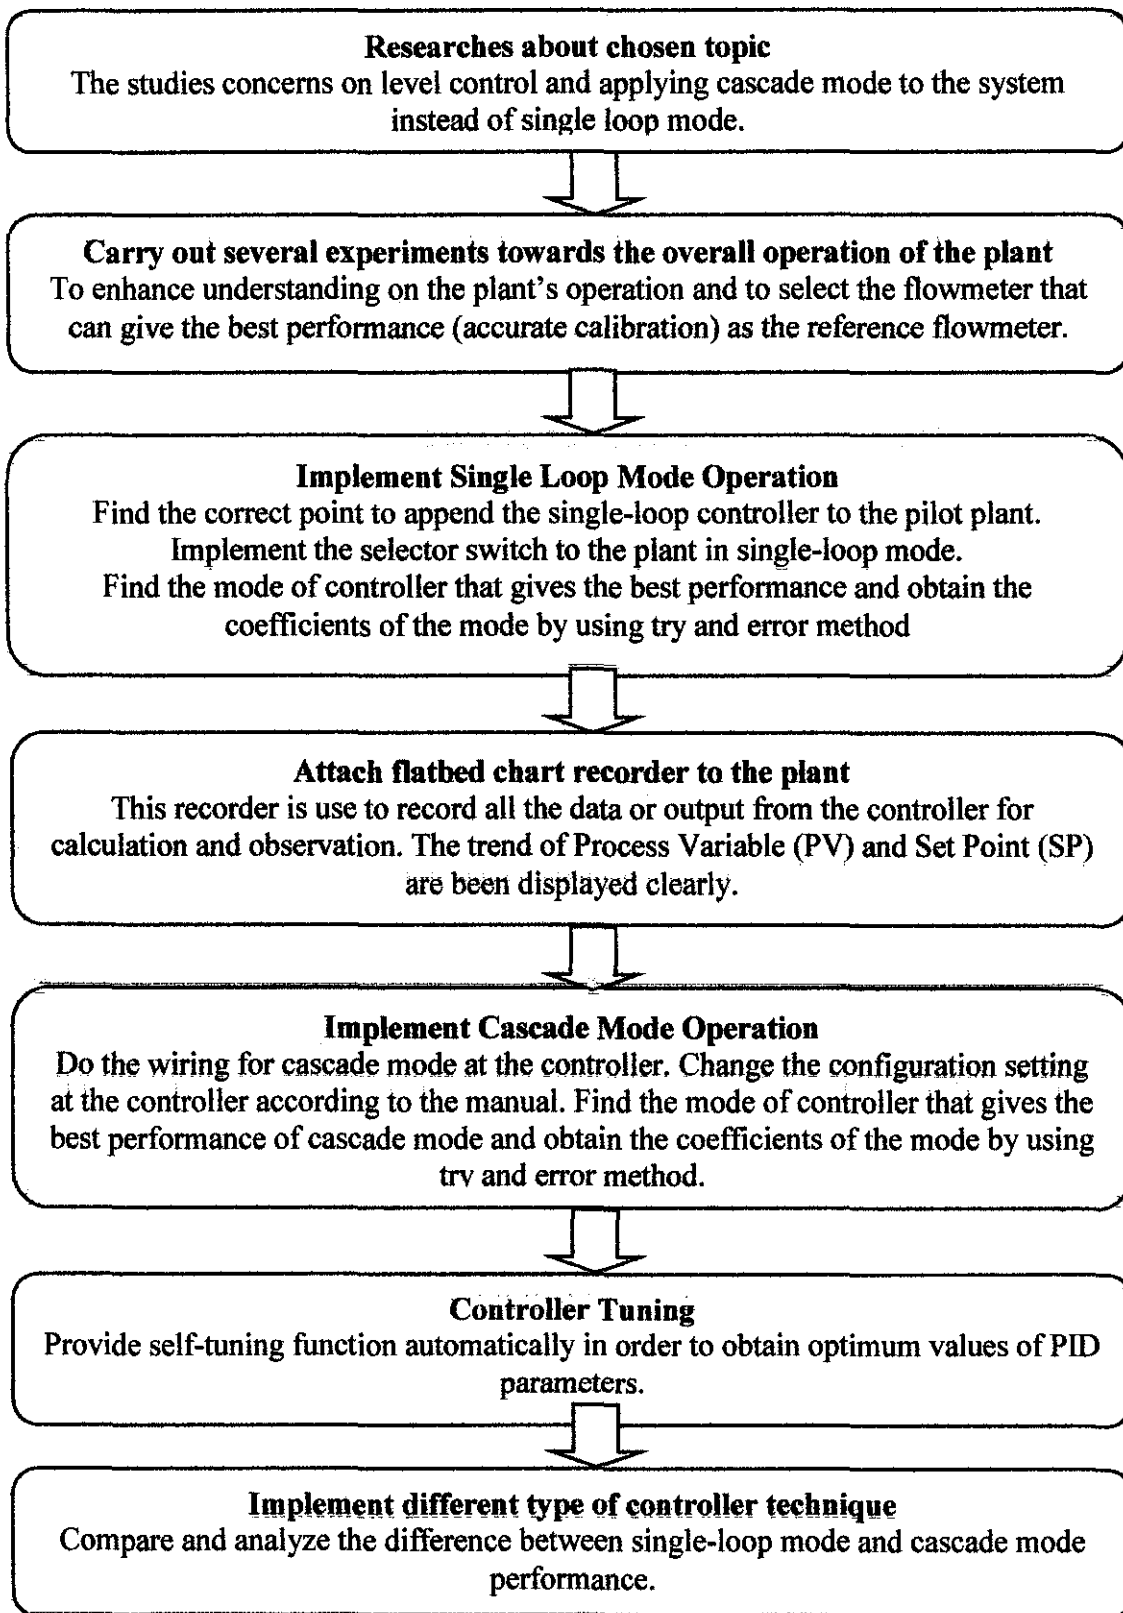 Researches about chosen topic
The studies concerns on level control and applying cascade mode to the system
instead of single loop mode.
Carry out several experiments towards the overall operation of the plant
To enhance understanding on the plant's operation and to select the flowmeter that
can give the best performance (accurate calibration) as the reference flowmeter.
Implement Single Loop Mode Operation
Find the correct point to append the single-loop controller to the pilot plant.
Implement the selector switch to the plant in single-loop mode.
Find the mode of controller that gives the best performance and obtain the
coefficients of the mode by using try and error method
Attach flatbed chart recorder to the plant
This recorder is use to record all the data or output from the controller for
calculation and observation. The trend of Process Variable (PV) and Set Point (SP)
are been displayed clearly.
Implement Cascade Mode Operation
Do the wiring for cascade mode at the controller. Change the configuration setting
at the controller according to the manual. Find the mode of controller that gives the
best performance of cascade mode and obtain the coefficients of the mode by using
try and error method.
Controller Tuning
Provide self-tuning function automatically in order to obtain optimum values of PID
parameters.
Implement different type of controller technique
Compare and analyze the difference between single-loop mode and cascade mode
performance.